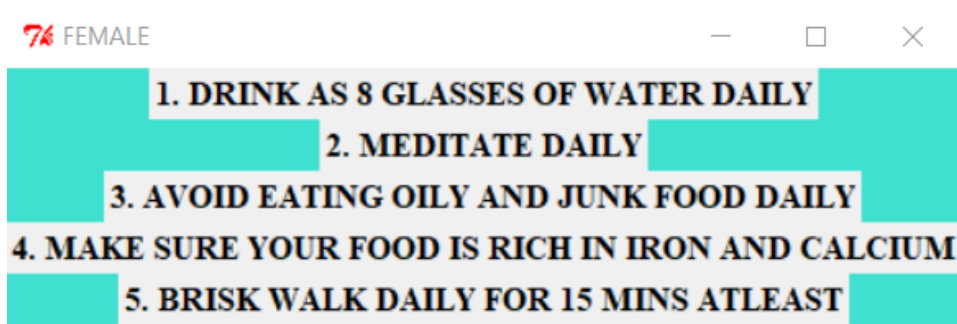 FEMALE
1. DRINK AS 8 GLASSES OF WATER DAILY
2. MEDITATE DAILY
3. AVOID EATING OILY AND JUNK FOOD DAILY
4. MAKE SURE YOUR FOOD IS RICH IN IRON AND CALCIUM
5. BRISK WALK DAILY FOR 15 MINS ATLEAST